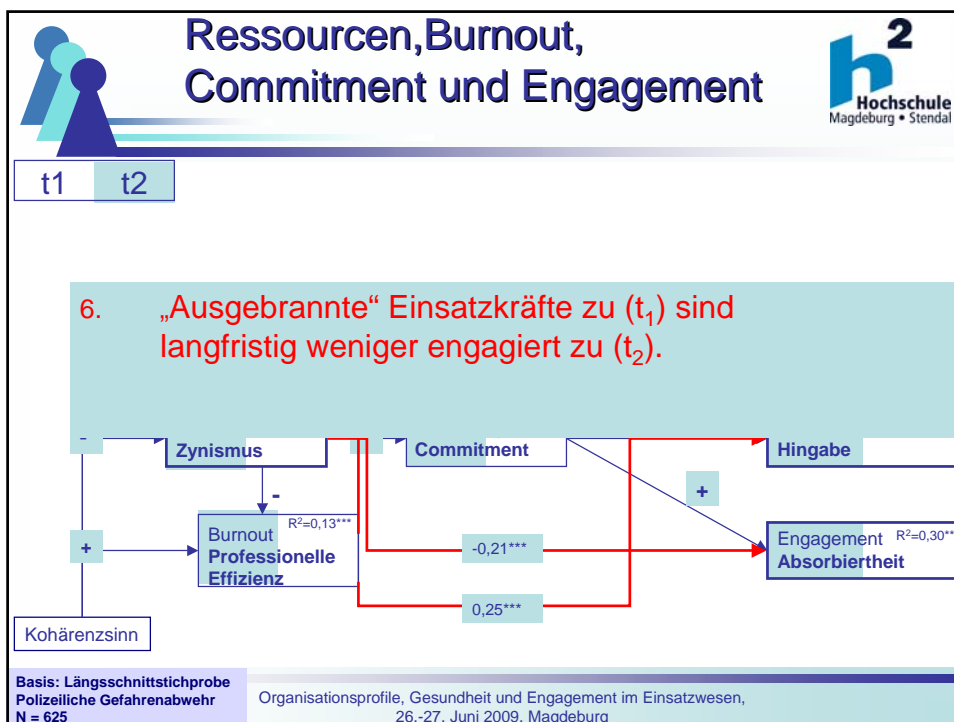 Ressourcen,Burnout,
Commitment und Engagement
h2
Hochschule
Magdeburg • Stendal
t1 t2
6. „Ausgebrannte“ Einsatzkräfte zu (t1) sind
langfristig weniger engagiert zu (t2).
-
Zynismus
Commitment
Hingabe
-
+
Burnout R2=0,13***
Professionelle
Effizienz
+
-0,21***
Engagement R2=0,30**
Absorbiertheit
0,25***
Kohärenzsinn
Basis: Längsschnittstichprobe
Polizeiliche Gefahrenabwehr
N = 625
Organisationsprofile, Gesundheit und Engagement im Einsatzwesen,
26.-27. Juni 2009, Magdeburg